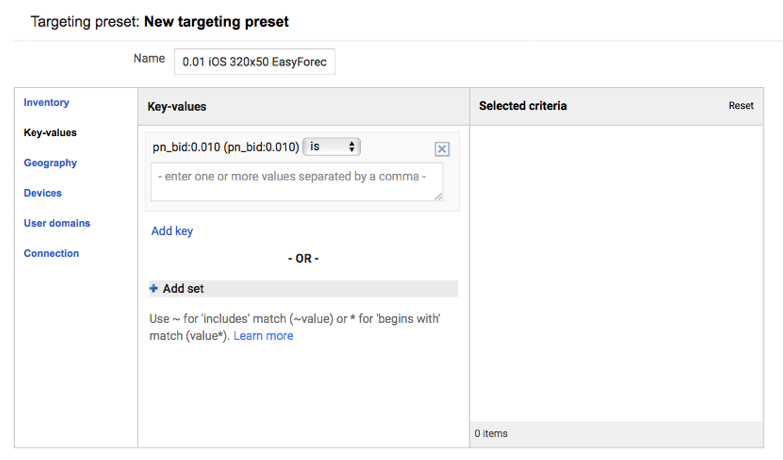 Targeting preset: New targeting preset
Name 0.01 iOS 320x50 EasyForec
Inventory
Key-values
Geography
Devices
User domains
Connection
Key-values
pn_bid:0.010 (pn_bid:0.010) is
- enter one or more values separated by a comma -
Add key
- OR -
Add set
Use ~ for 'includes' match (~value) or * for 'begins with'
match (value*). Learn more
Selected criteria Reset
0 items